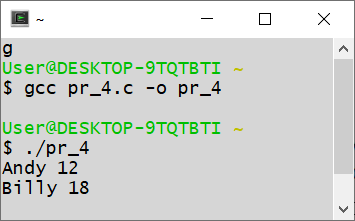 ~
g
User@DESKTOP-9TQTBTI ~
$ gcc pr_4.c -o pr_4

User@DESKTOP-9TQTBTI ~
$ ./pr_4
Andy 12
Billy 18